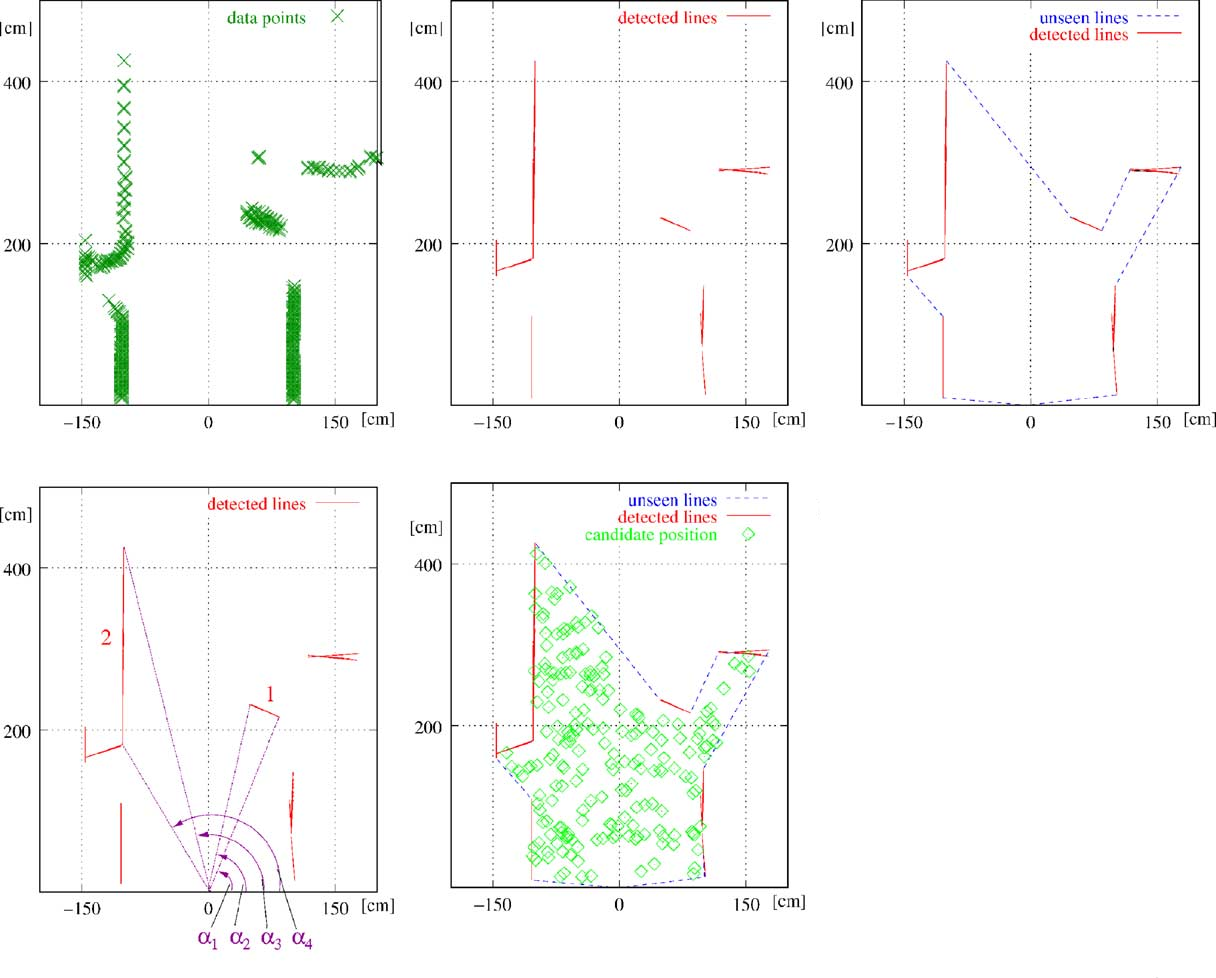 [cm]
data points
400
200
−150
0
150
[cm]
[cm]
detected lines
400
200
−150
0
150
[cm]
[cm]
unseen lines
detected lines
400
200
−150
0
150
[cm]
[cm]
detected lines
400
2
1
200
−150
0
150
[cm]
α1 α2 α3 α4
[cm]
unseen lines
detected lines
candidate position
400
200
−150
0
150
[cm]